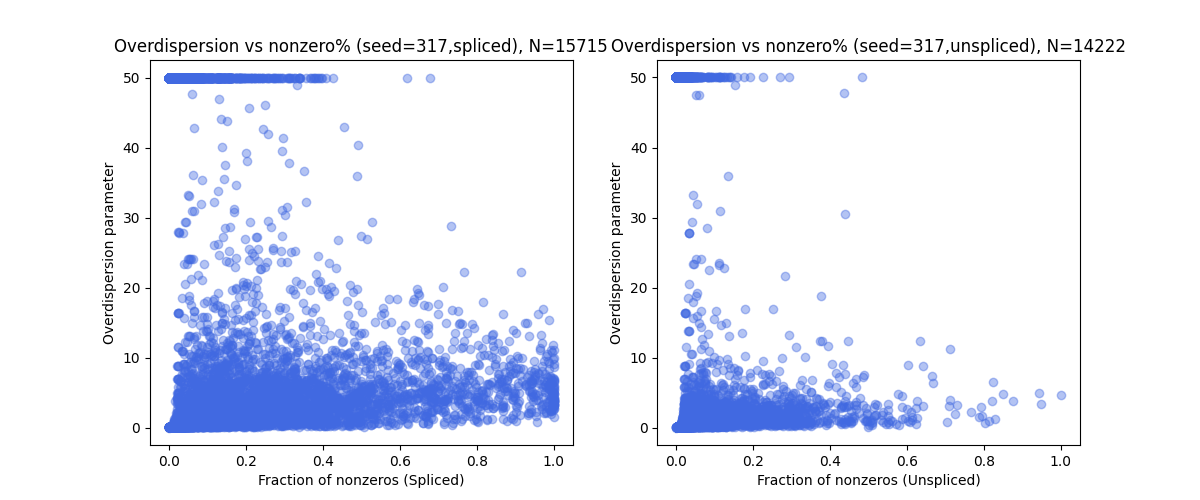 Overdispersion vs nonzero% (seed=317,spliced), N=15715
Overdispersion vs nonzero% (seed=317,unspliced), N=14222
Overdispersion parameter
50
40
30
20
10
0
0.0 0.2 0.4 0.6 0.8 1.0
Fraction of nonzeros (Spliced)
Overdispersion parameter
50
40
30
20
10
0
0.0 0.2 0.4 0.6 0.8 1.0
Fraction of nonzeros (Unspliced)